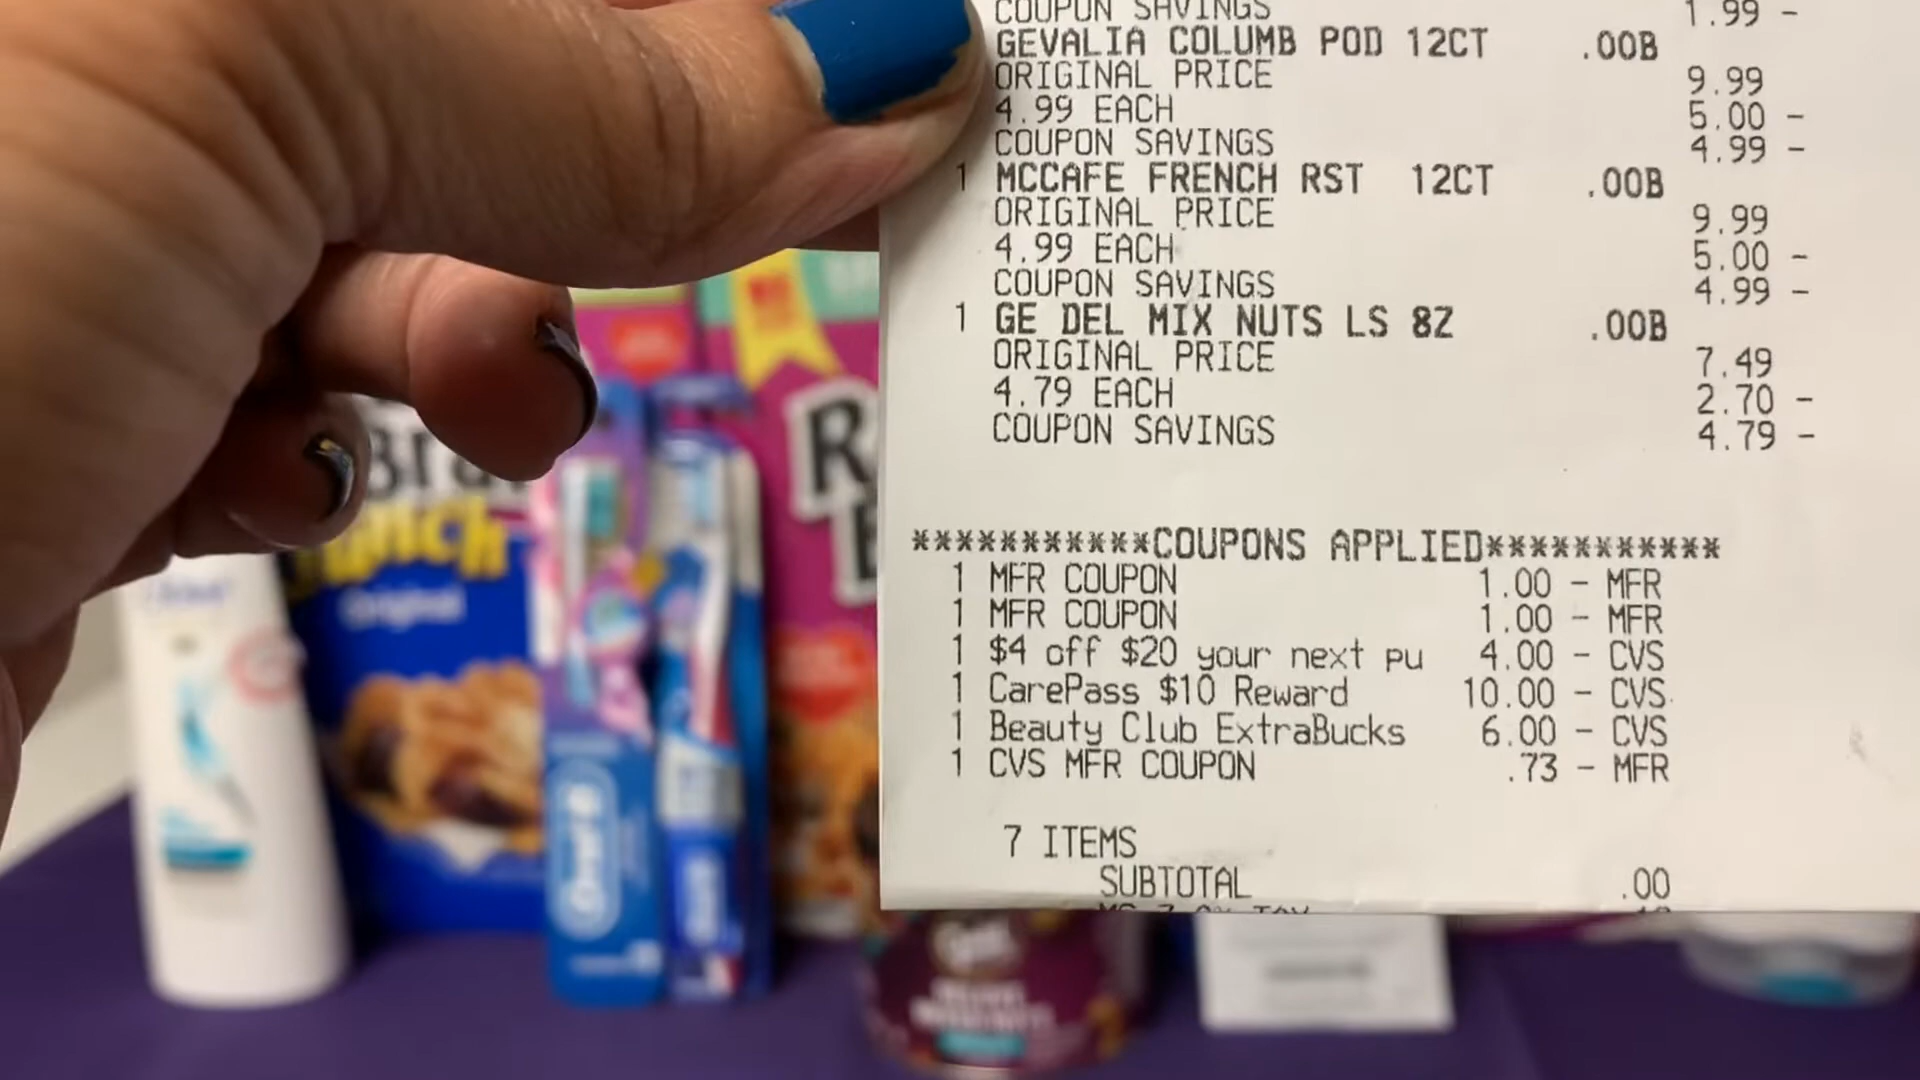 COUPON SAVINGS 1.99 -
GEVALIA COLUMB POD 12CT .00B
ORIGINAL PRICE 9.99
4.99 EACH 5.00 -
COUPON SAVINGS 4.99 -
1 MCCAFE FRENCH RST 12CT .00B
ORIGINAL PRICE 9.99
4.99 EACH 5.00 -
COUPON SAVINGS 4.99 -
1 GE DEL MIX NUTS LS 8Z .00B
ORIGINAL PRICE 7.49
4.79 EACH 2.70 -
COUPON SAVINGS 4.79 -
***********COUPONS APPLIED***********
1 MFR COUPON 1.00 - MFR
1 MFR COUPON 1.00 - MFR
1 $4 off $20 your next pu 4.00 - CVS
1 CarePass $10 Reward 10.00 - CVS
1 Beauty Club ExtraBucks 6.00 - CVS
1 CVS MFR COUPON .73 - MFR
7 ITEMS
SUBTOTAL .00
Original
Oral-B